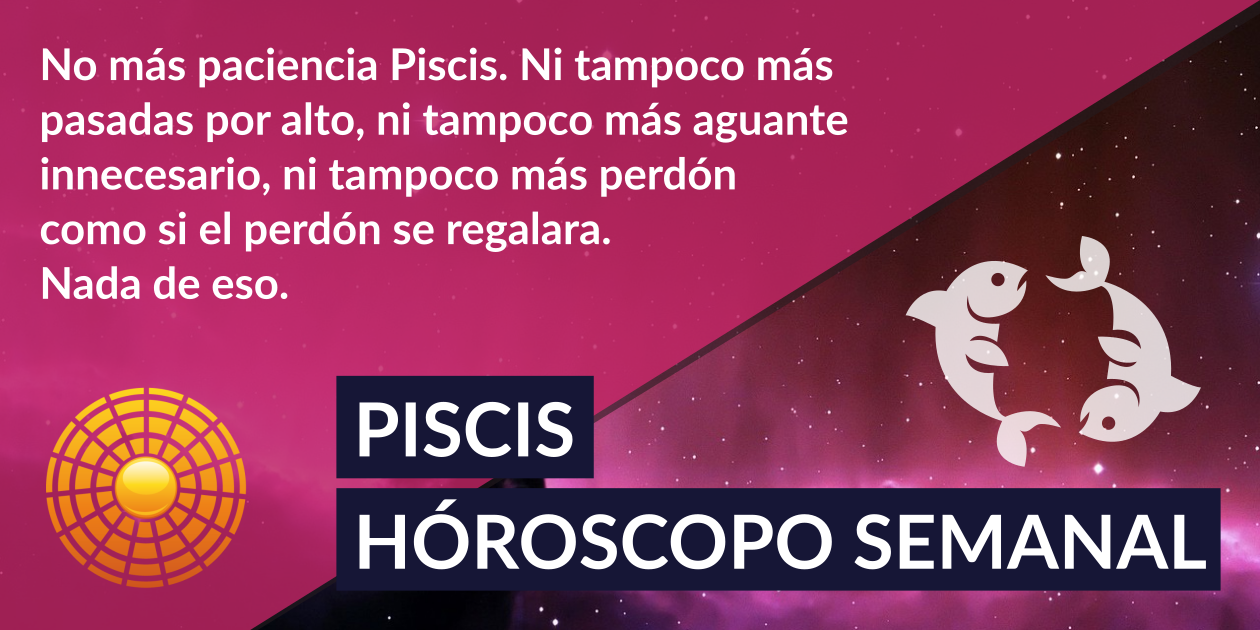 No más paciencia Piscis. Ni tampoco más
pasadas por alto, ni tampoco más aguante
innecesario, ni tampoco más perdón
como si el perdón se regalara.
Nada de eso.
PISCIS
HÓROSCOPO SEMANAL